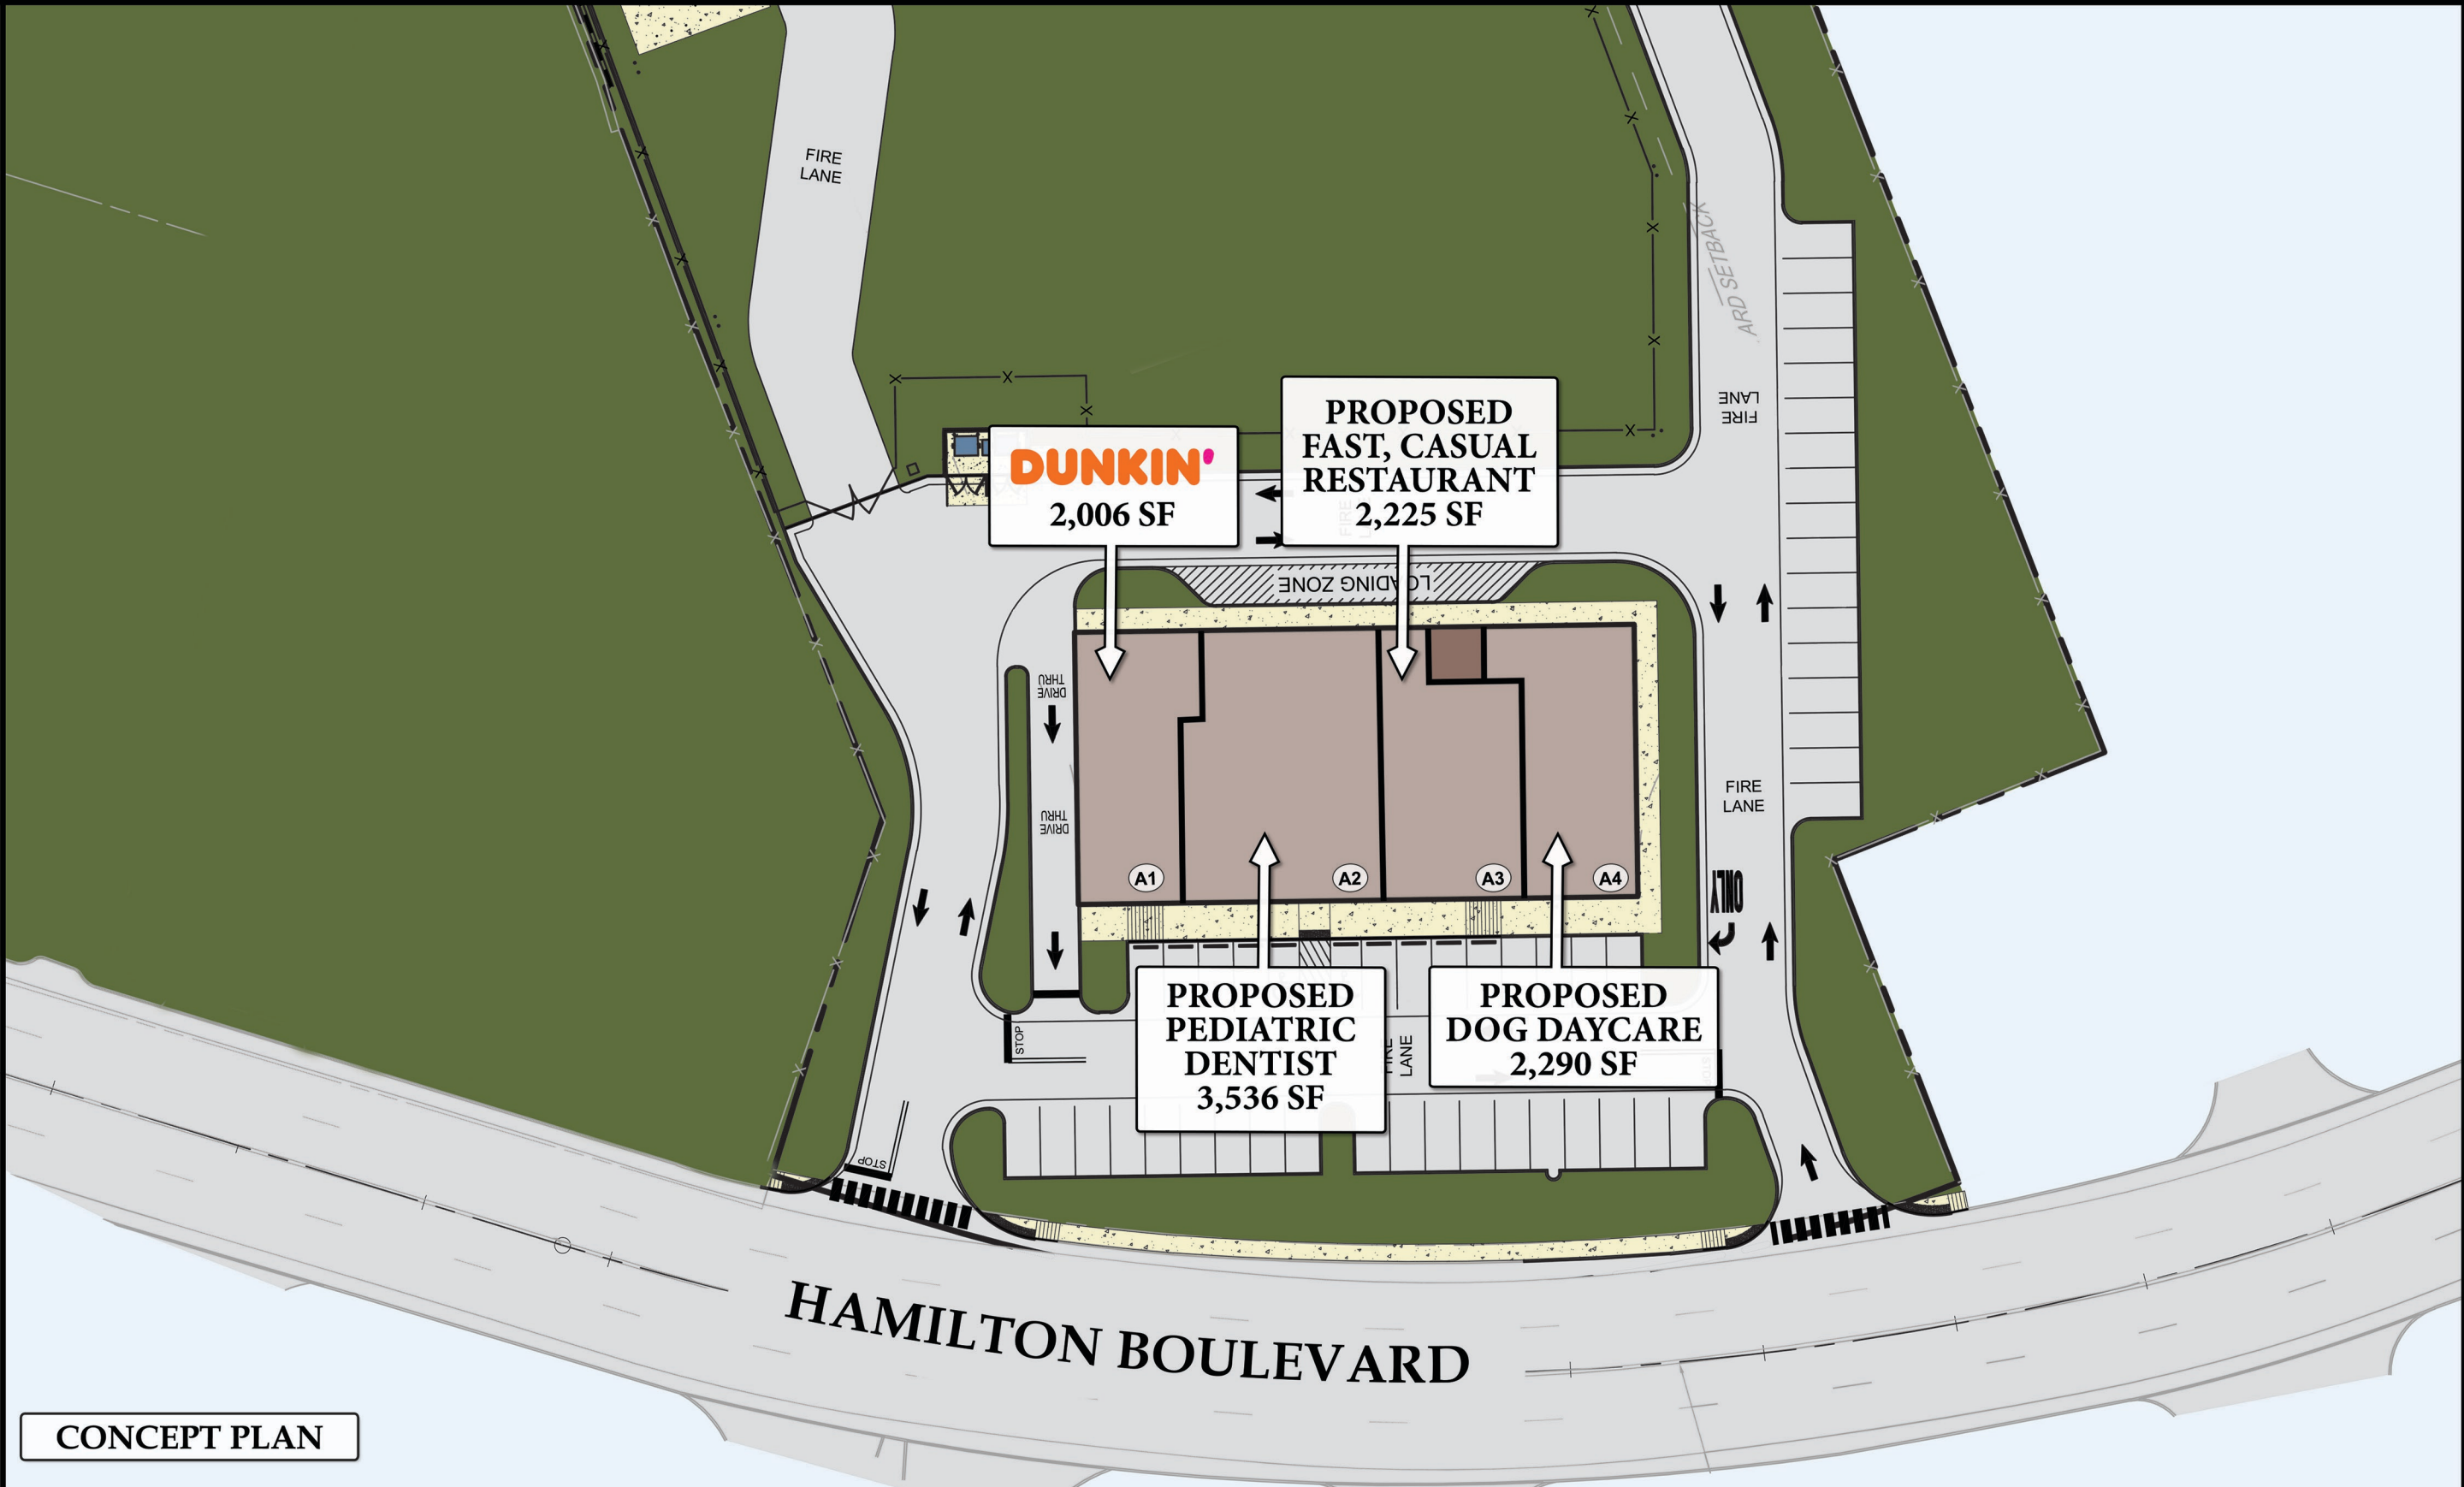 FIRE
LANE
ARD SETBACK
FIRE
LANE
DUNKIN'
2,006 SF
PROPOSED
FAST, CASUAL
RESTAURANT
2,225 SF
LOADING ZONE
DRIVE
THRU
DRIVE
THRU
FIRE
LANE
A1
A2
A3
A4
ONLY
PROPOSED
PEDIATRIC
DENTIST
3,536 SF
PROPOSED
DOG DAYCARE
2,290 SF
STOP
FIRE
LANE
STOP
HAMILTON BOULEVARD
CONCEPT PLAN